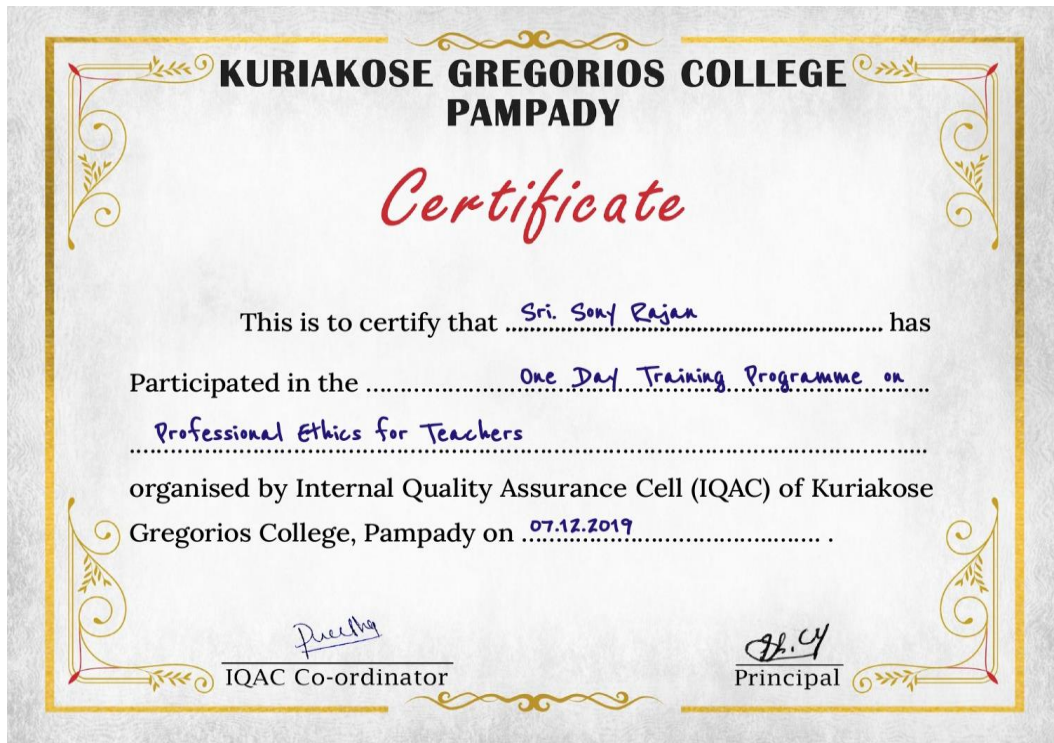 KURIAKOSE GREGORIOS COLLEGE
PAMPADY
Certificate
This is to certify that Sri. Sony Rajan has
Participated in the One Day Training Programme on
Professional Ethics for Teachers
organised by Internal Quality Assurance Cell (IQAC) of Kuriakose
Gregorios College, Pampady on 07.12.2019.
IQAC Co-ordinator
Principal